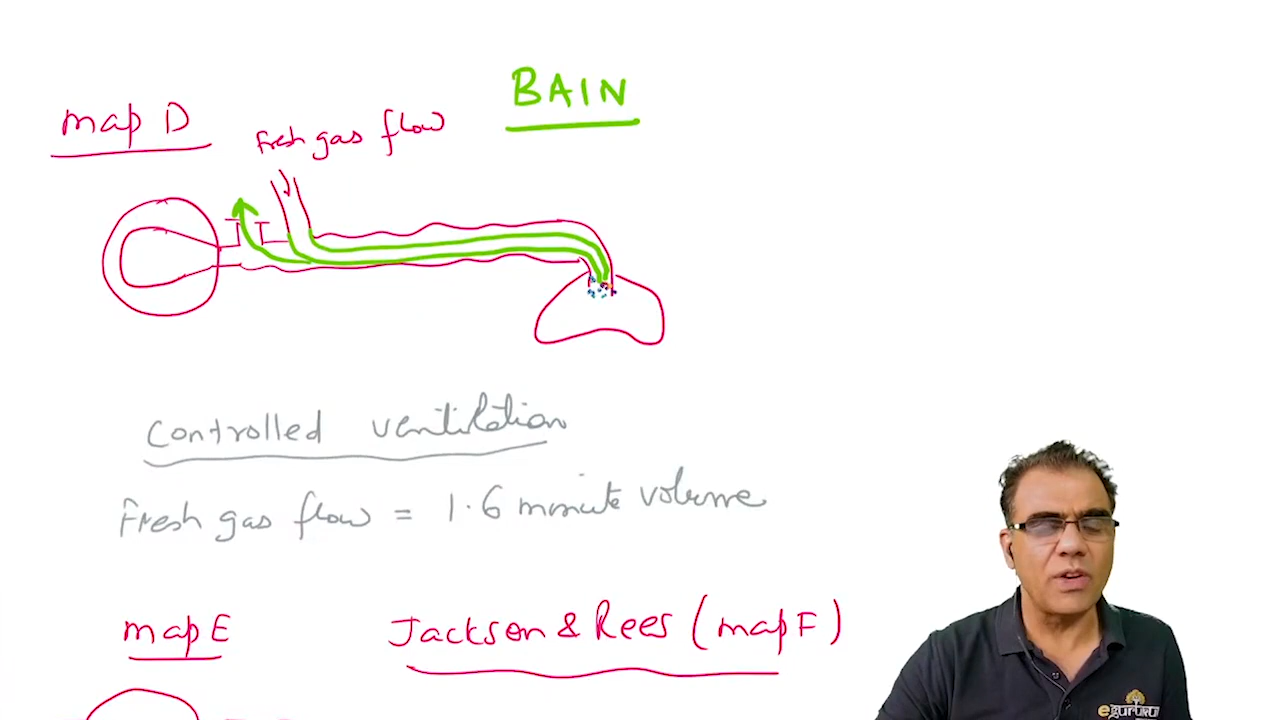 BAIN
map D
Fresh gas flow
Controlled ventilation
Fresh gas flow = 1.6 minute volume
map E
Jackson & Rees (map F)
egurukul